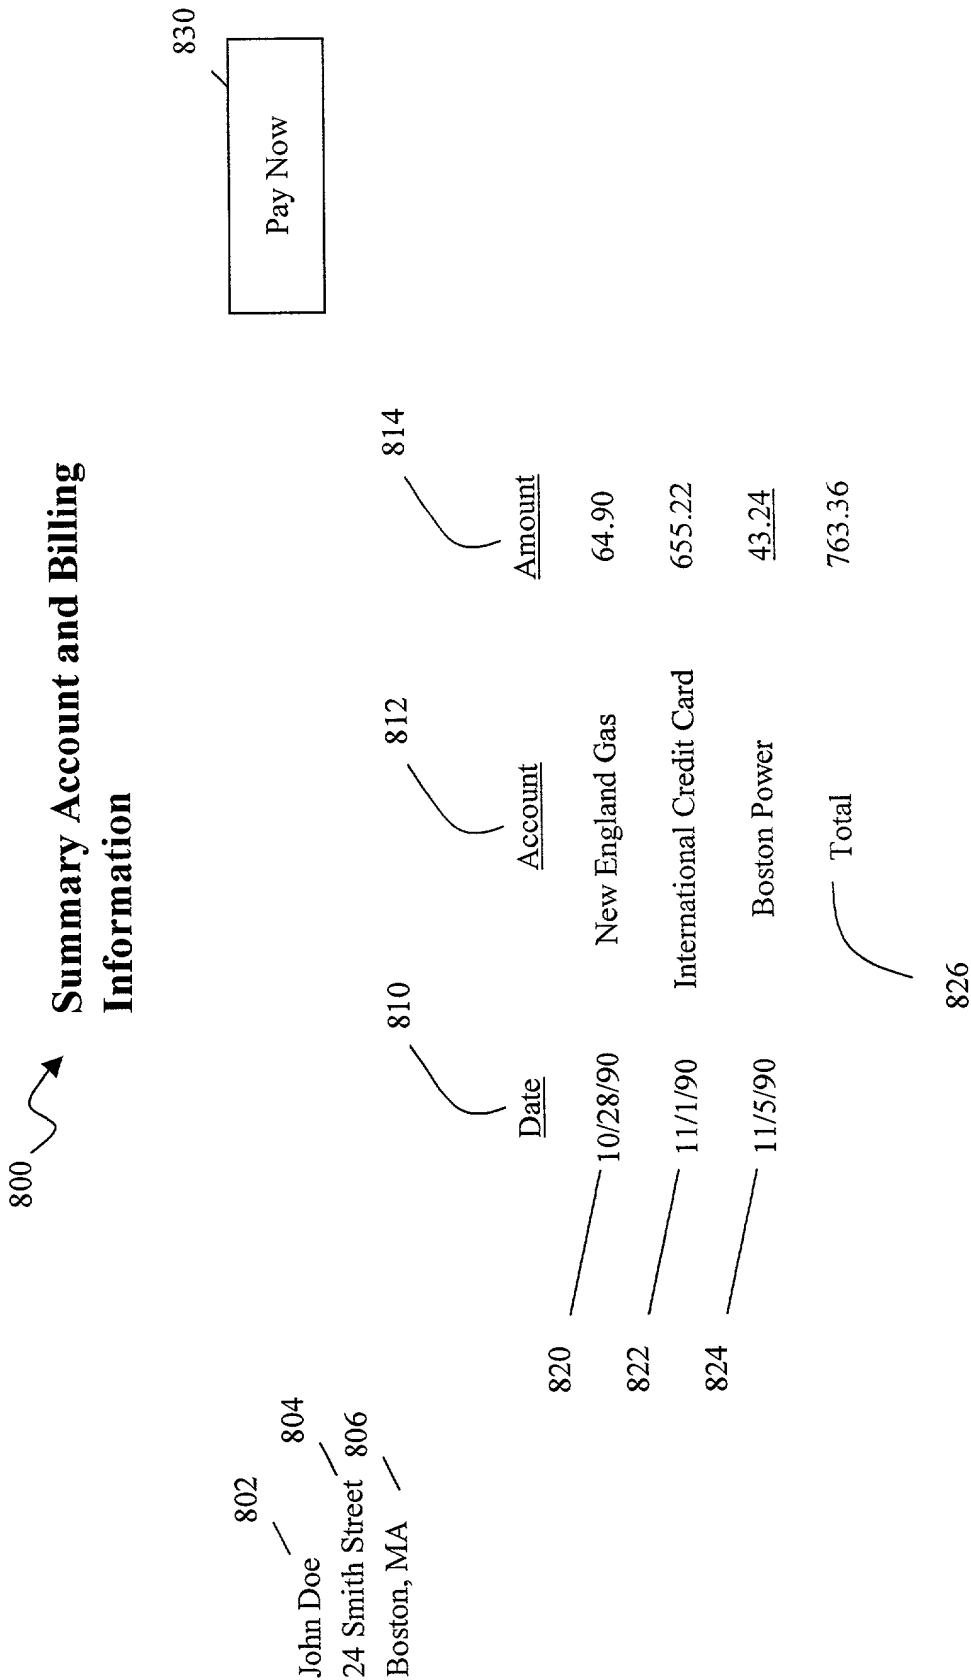 800
Summary Account and Billing
Information
830
Pay Now
802
John Doe
804
24 Smith Street
806
Boston, MA
810 812 814
Date Account Amount
820 10/28/90 New England Gas 64.90
822 11/1/90 International Credit Card 655.22
824 11/5/90 Boston Power 43.24
Total 763.36
826